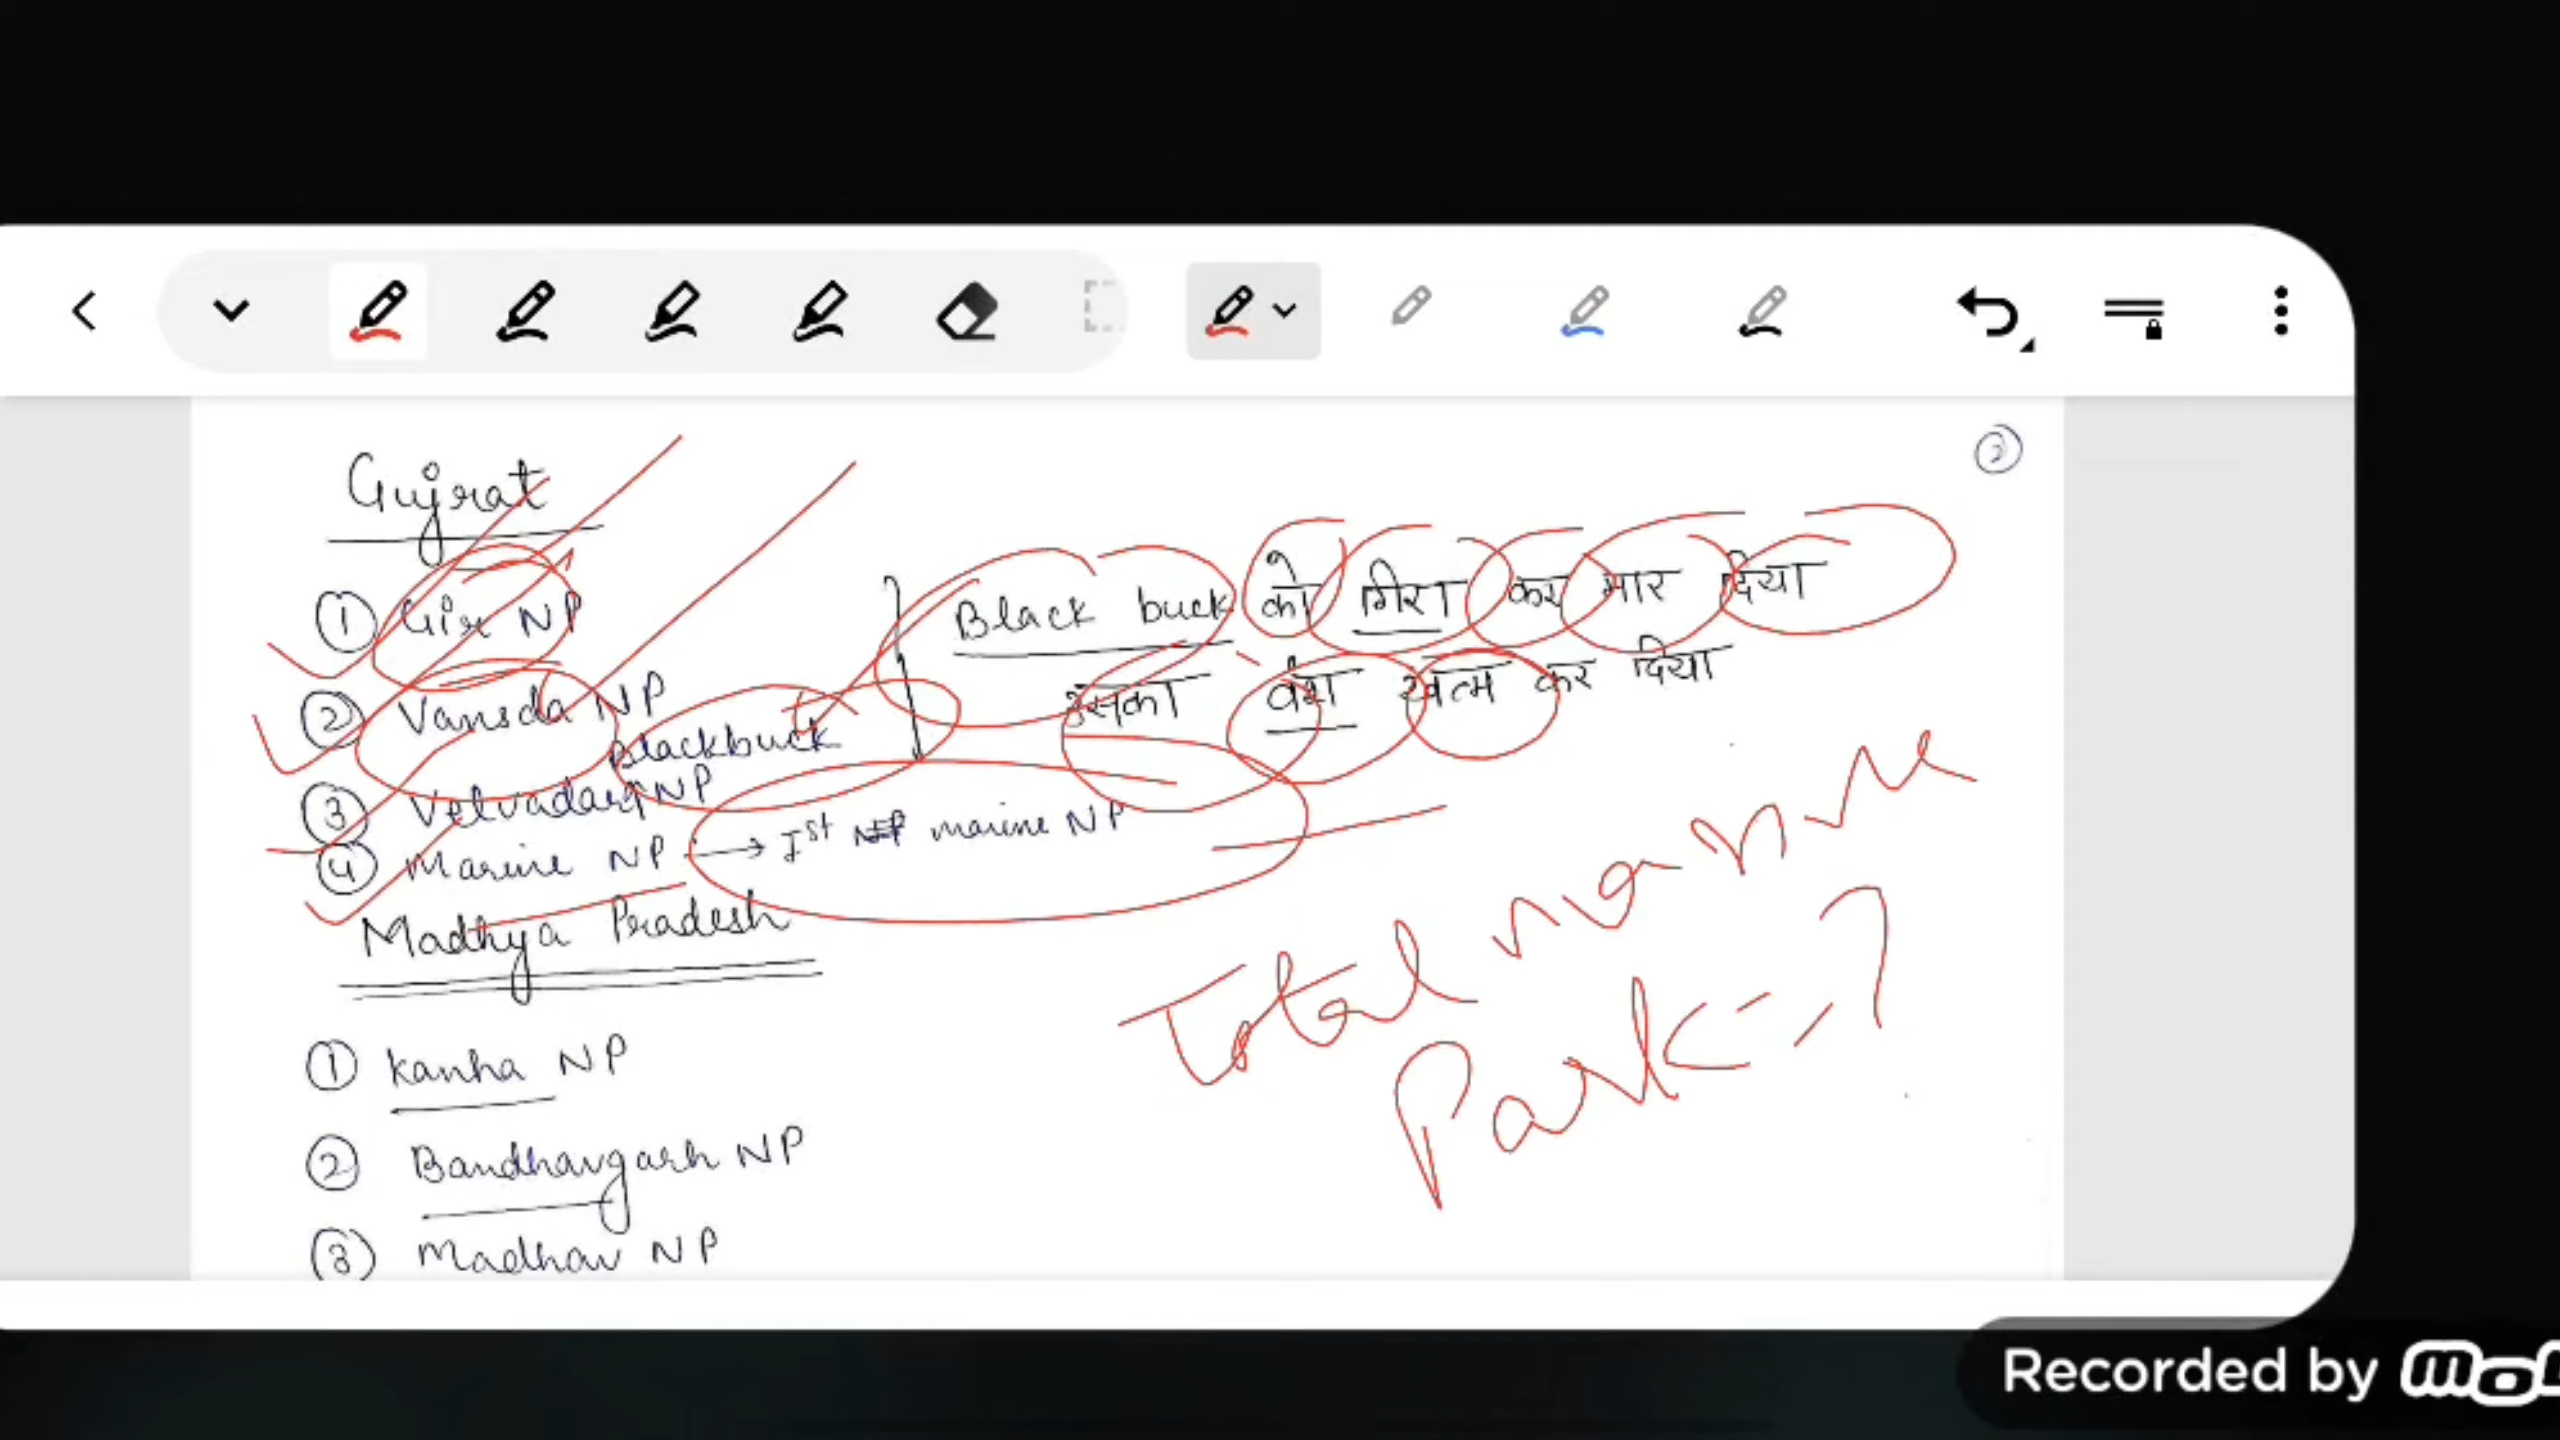 ②
Gujrat
① Gir NP
Black buck को गिरा कर मार दिया
② Vansda NP
उसका वंश खत्म कर दिया
Blackbuck
③ Velvadar NP
④ Marine NP → Ist marine NP
Total marine
Park = ?
Madhya Pradesh
① Kanha NP
② Bandhavgarh NP
③ Madhav NP
Recorded by